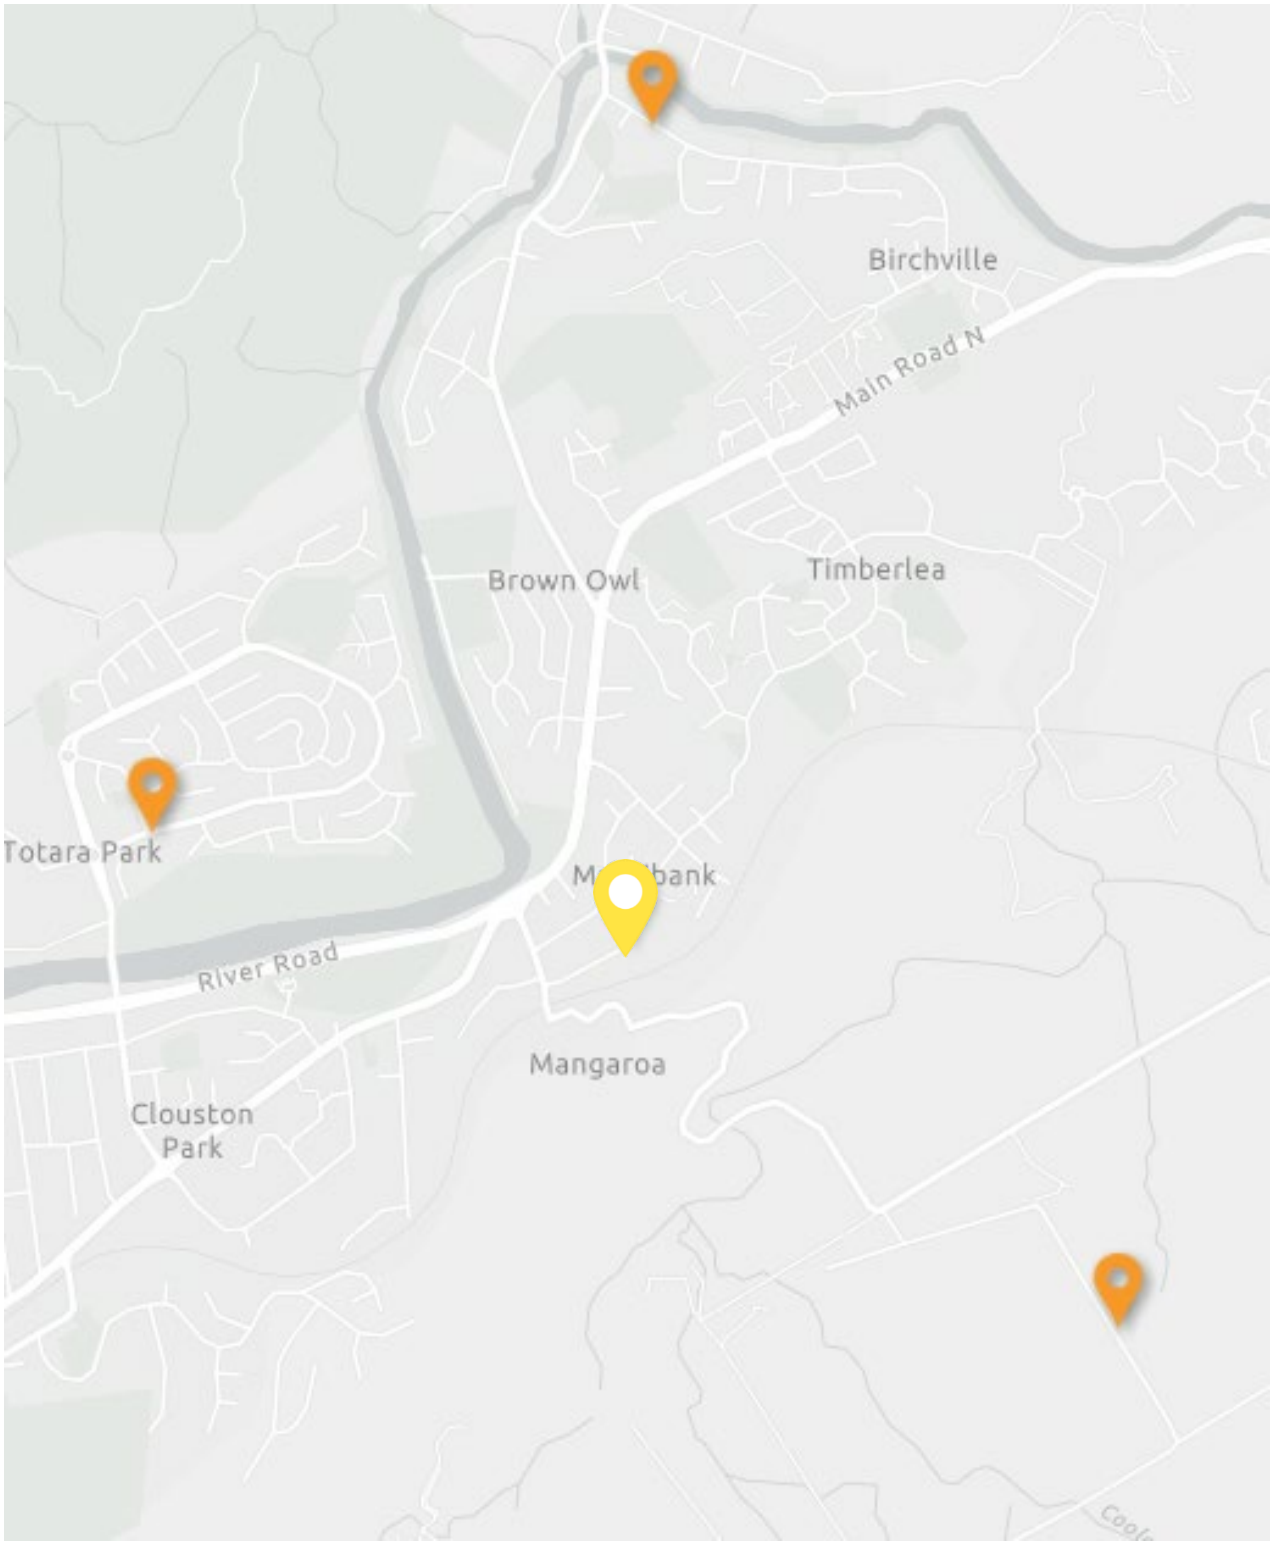 Birchville
Main Road N
Brown Owl
Timberlea
Totara Park
River Road
Mangaroa
Clouston
Park